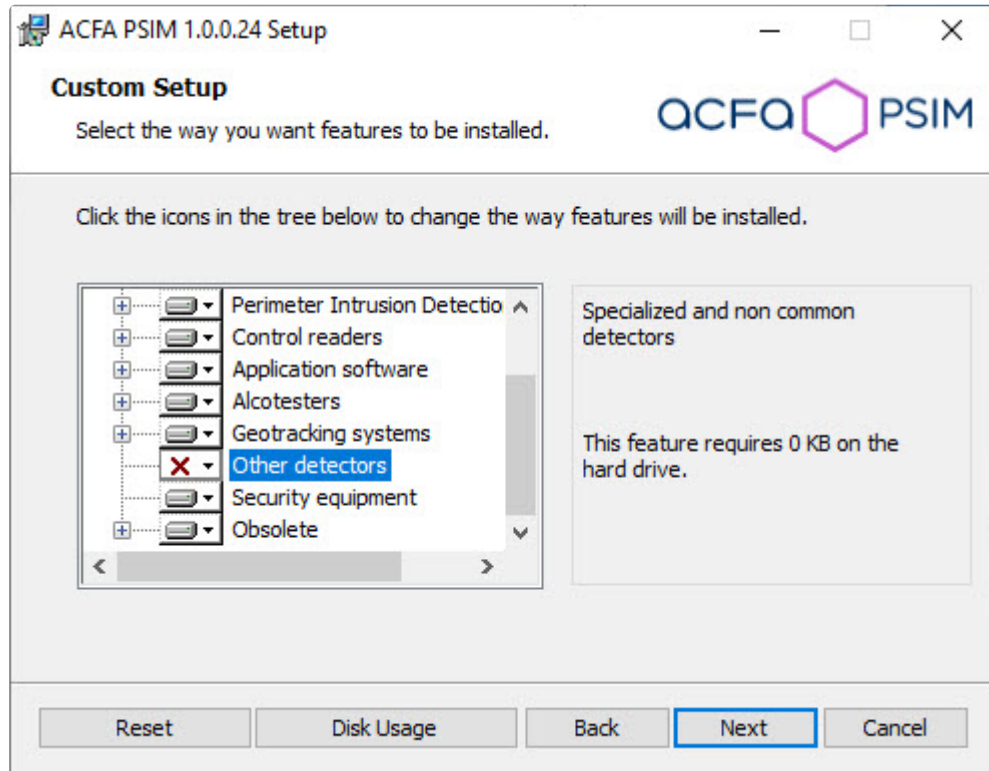 ACFA PSIM 1.0.0.24 Setup
Custom Setup
Select the way you want features to be installed.
acfa PSIM
Click the icons in the tree below to change the way features will be installed.
Perimeter Intrusion Detectio
Control readers
Application software
Alcotesters
Geotracking systems
Other detectors
Security equipment
Obsolete
Specialized and non common
detectors
This feature requires 0 KB on the
hard drive.
Reset
Disk Usage
Back
Next
Cancel